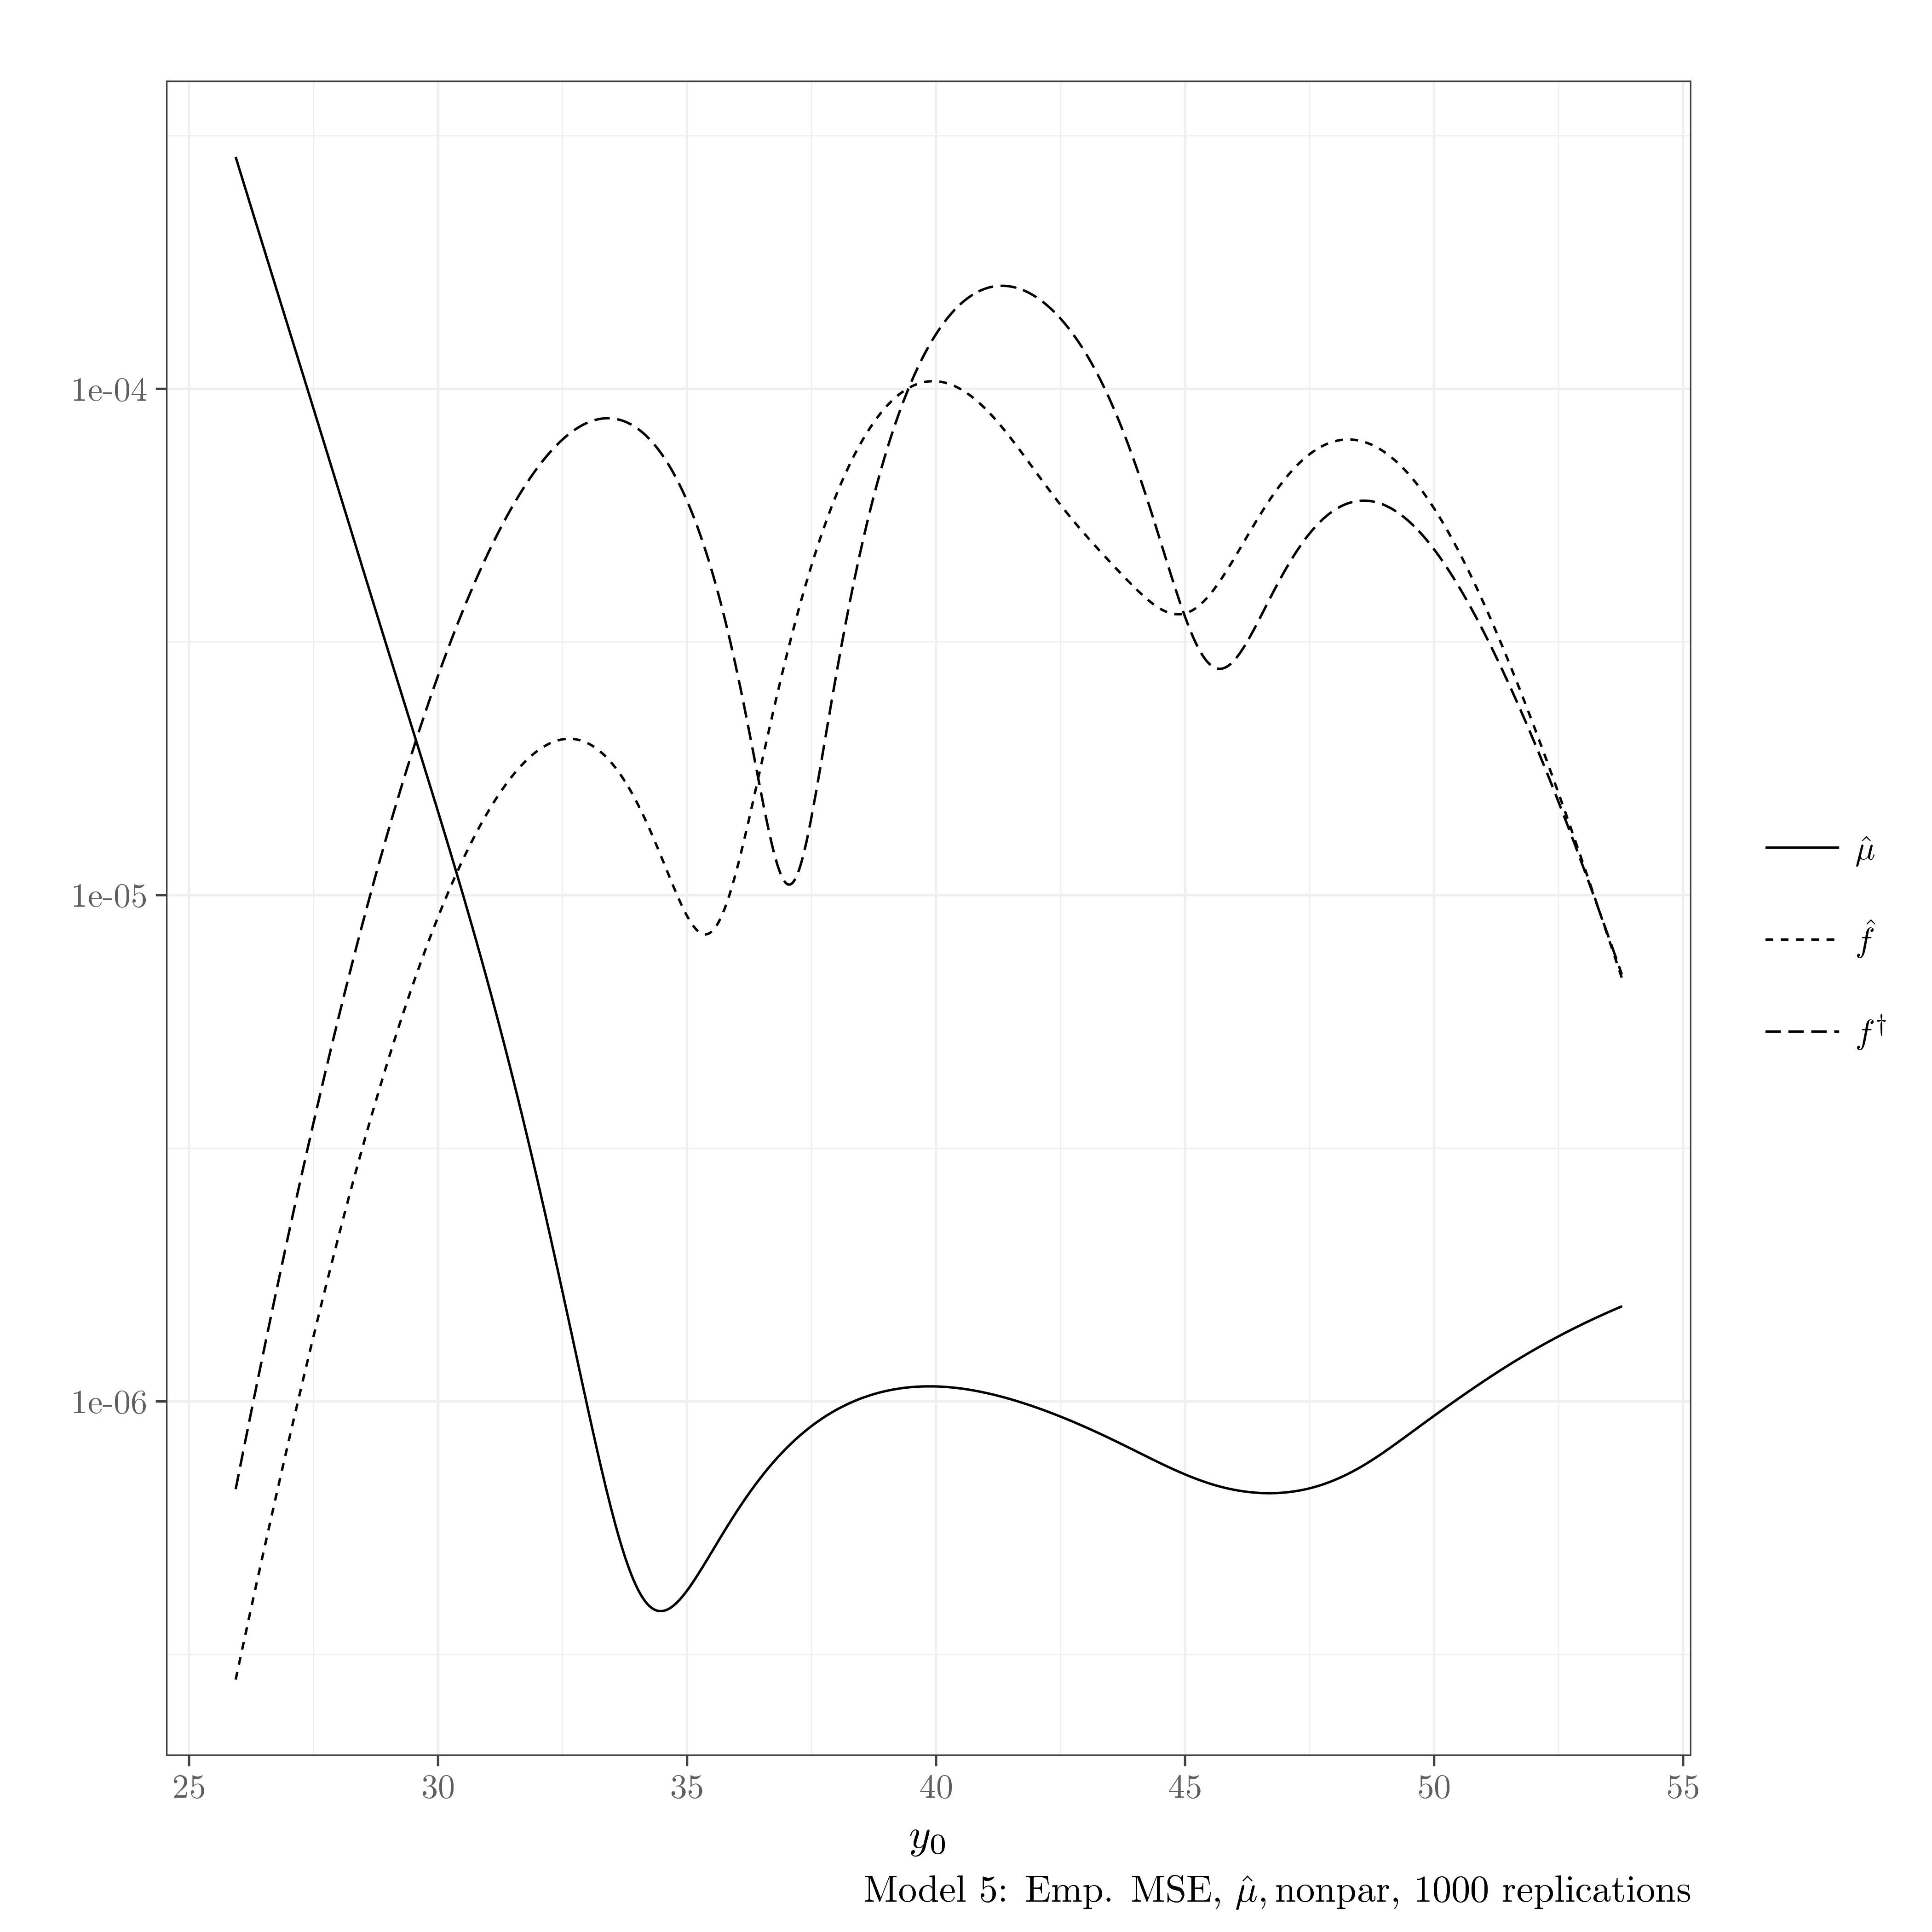 1e-04
1e-05
1e-06
25 30 35 40 45 50 55
y₀
μ̂
f̂
f†
Model 5: Emp. MSE, μ̂, nonpar, 1000 replications